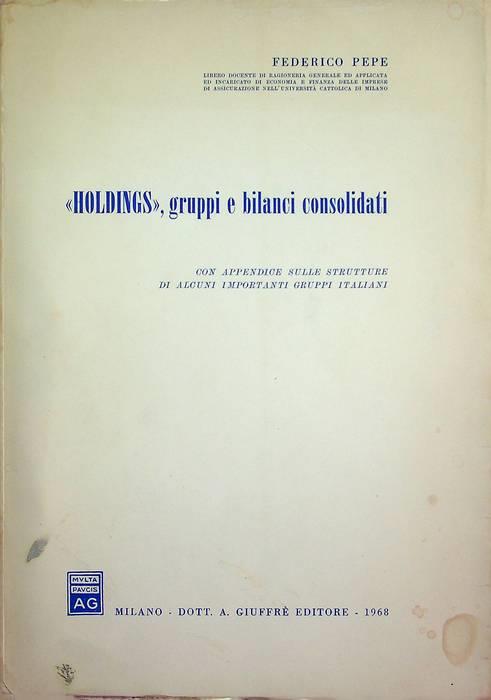 FEDERICO PEPE
LIBERO DOCENTE DI RAGIONERIA GENERALE ED APPLICATA
ED INCARICATO DI ECONOMIA E FINANZA DELLE IMPRESE
DI ASSICURAZIONE NELL'UNIVERSITÀ CATTOLICA DI MILANO
«HOLDINGS», gruppi e bilanci consolidati
CON APPENDICE SULLE STRUTTURE
DI ALCUNI IMPORTANTI GRUPPI ITALIANI
MVLTA
PAVCIS
AG
MILANO - DOTT. A. GIUFFRÈ EDITORE - 1968